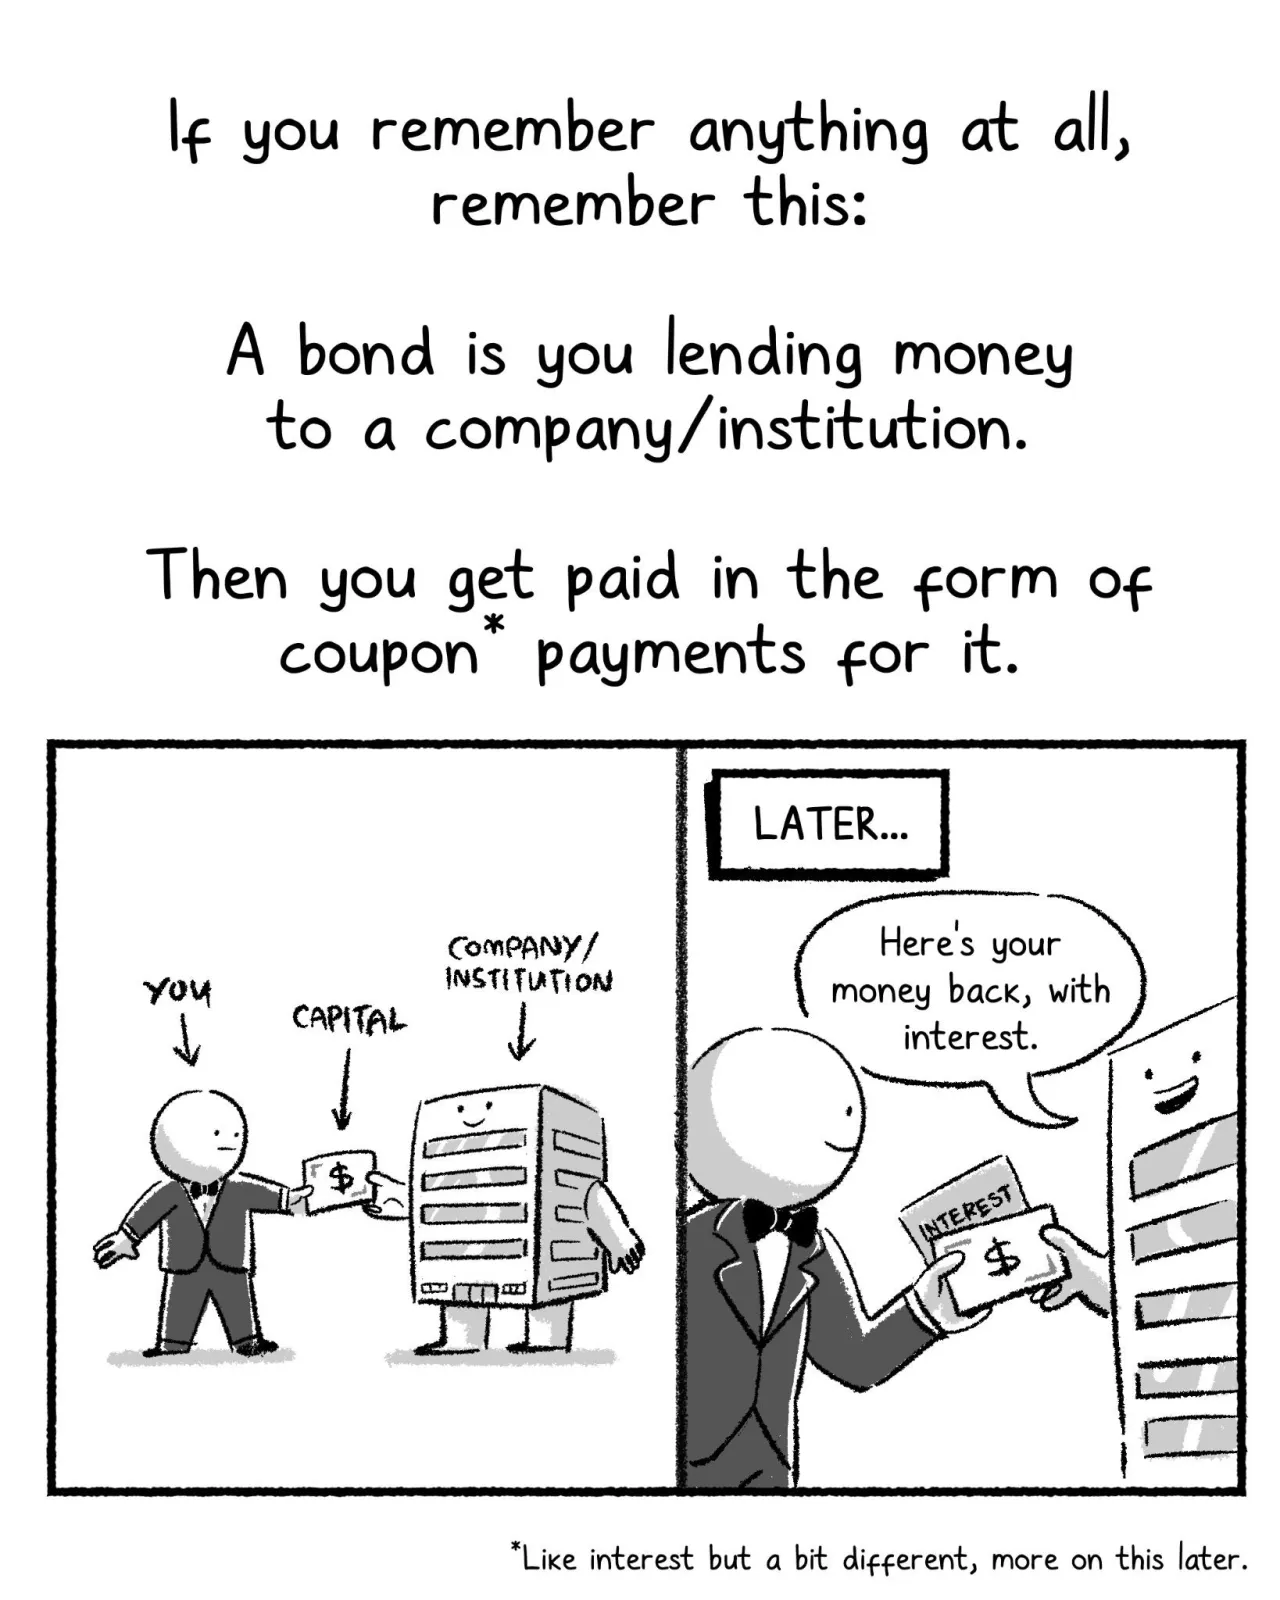 If you remember anything at all,
remember this:
A bond is you lending money
to a company/institution.
Then you get paid in the form of
coupon* payments for it.
YOU
CAPITAL
COMPANY/
INSTITUTION
$
LATER...
Here's your
money back, with
interest.
INTEREST
$
*Like interest but a bit different, more on this later.